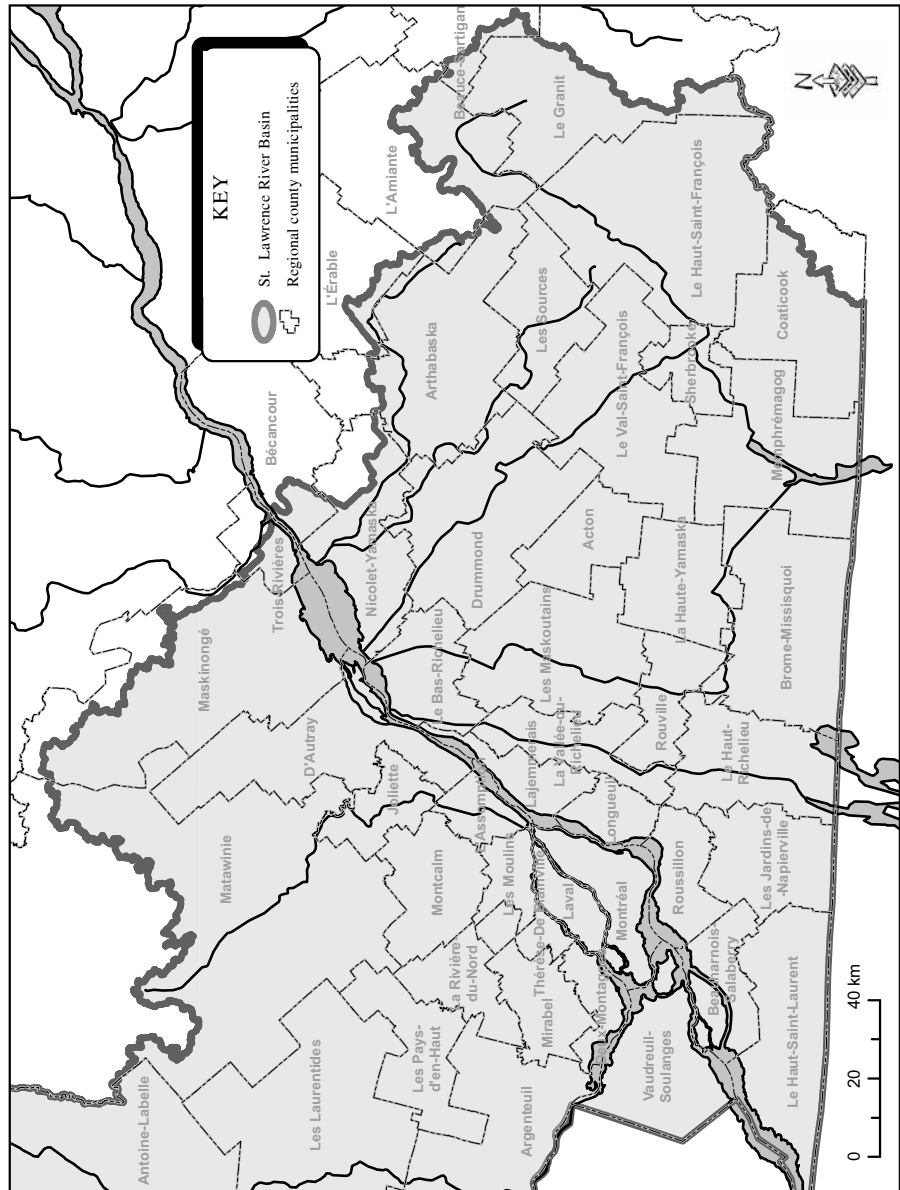 KEY
St. Lawrence River Basin
Regional county municipalities
N
Antoine-Labelle
Matawinie
Maskinongé
Trois-Rivières
Bécancour
L'Érable
L'Amiante
Beauce-Sartigan
Les Laurentides
D'Autray
Joliette
Nicolet-Yamaska
Arthabaska
Les Pays-
d'en-Haut
La Rivière
du-Nord
Montcalm
L'Assomption
Le Bas-Richelieu
Drummond
Les Sources
Le Granit
Argenteuil
Mirabel
Les Moulins
Thérèse-De Blainville
Lajemmerais
La Vallée-du-
Richelieu
Les Maskoutains
Acton
Le Val-Saint-François
Deux-Montagnes
Laval
Montréal
Longueuil
Rouville
La Haute-Yamaska
Sherbrooke
Le Haut-Saint-François
Vaudreuil-
Soulanges
Beauharnois-
Salaberry
Roussillon
Le Haut-
Richelieu
Brome-Missisquoi
Memphrémagog
Coaticook
Le Haut-Saint-Laurent
Les Jardins-de
-Napierville
0 20 40 km